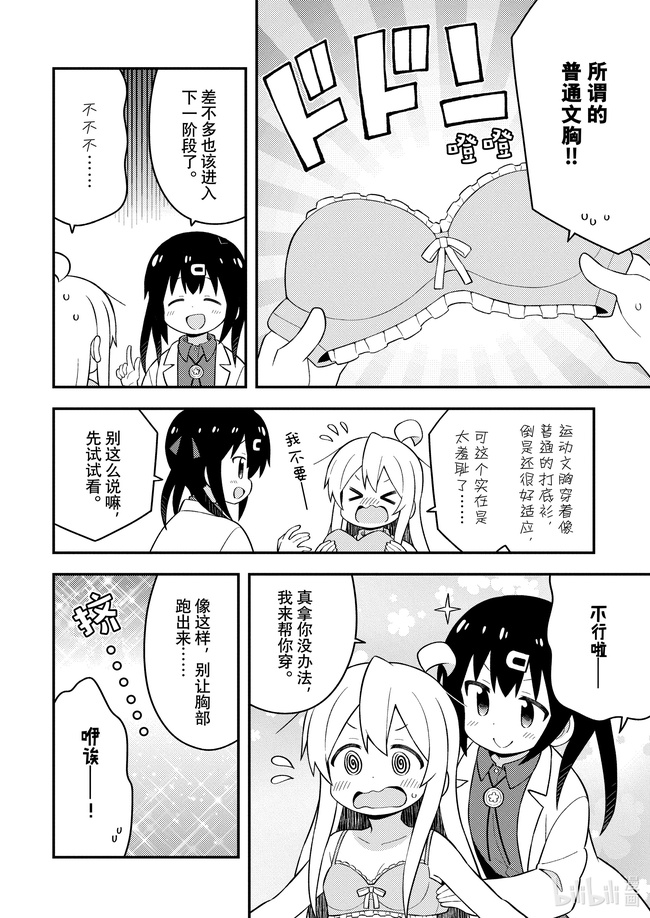 所谓的
普通文胸!!
ドドーン
噔噔
差不多也该进入
下一阶段了。
不不不……
运动文胸穿着像
普通的打底衫,
倒是还很好适应,
可这个实在是
太羞耻了……
我不要——
别这么说嘛,
先试试看。
不行啦——
真拿你没办法,
我来帮你穿。
像这样,别让胸部
跑出来……
挤……
咿诶——!
bilibili 漫画